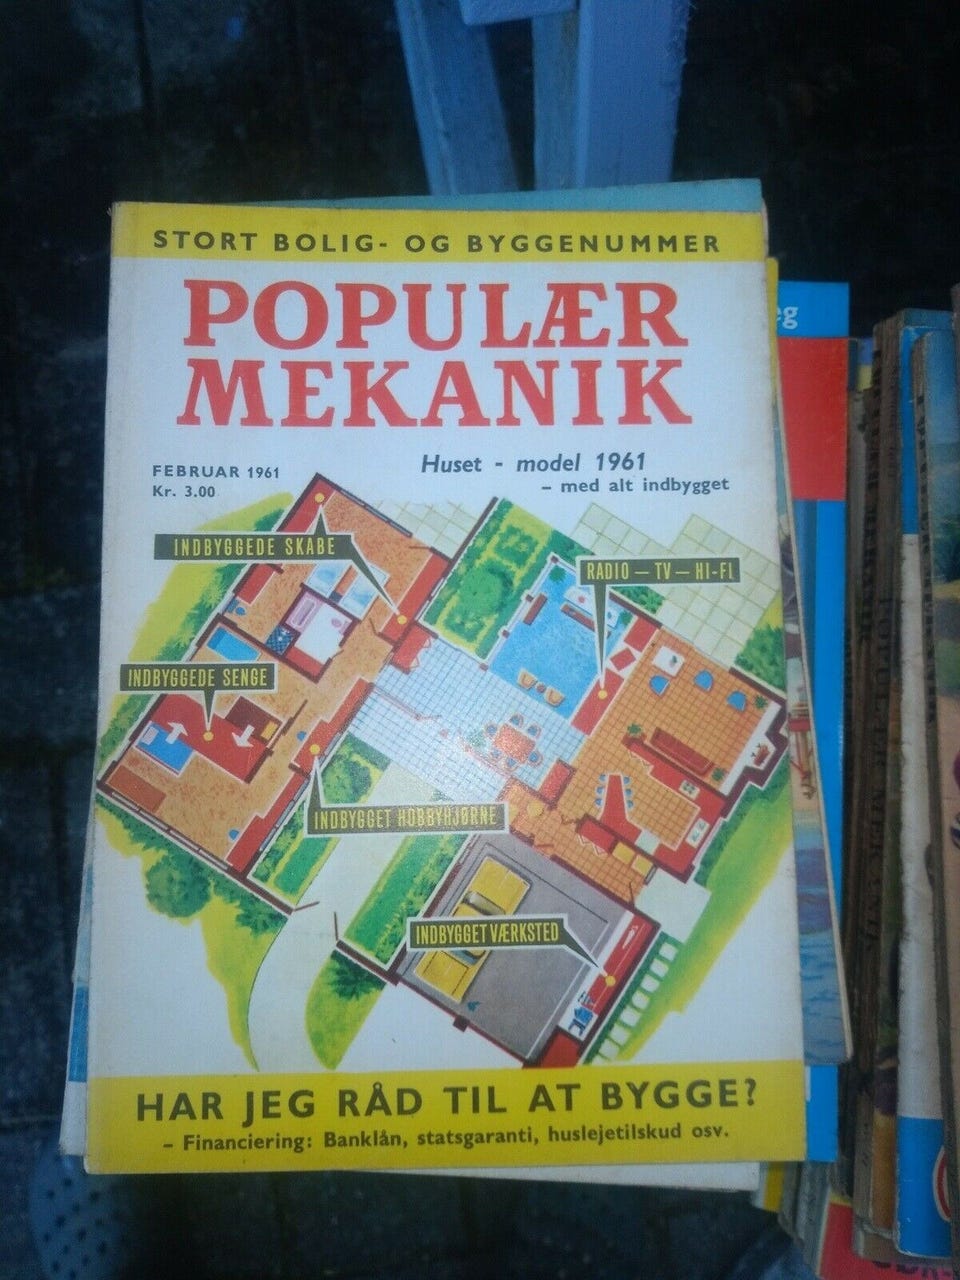 STORT BOLIG- OG BYGGENUMMER
POPULÆR
MEKANIK
FEBRUAR 1961
Kr. 3.00
Huset - model 1961
- med alt indbygget
INDBYGGEDE SKABE
RADIO - TV - HI-FI
INDBYGGEDE SENGE
INDBYGGET HOBBYHJØRNE
INDBYGGET VÆRKSTED
HAR JEG RÅD TIL AT BYGGE?
- Financiering: Banklån, statsgaranti, huslejetilskud osv.
eg